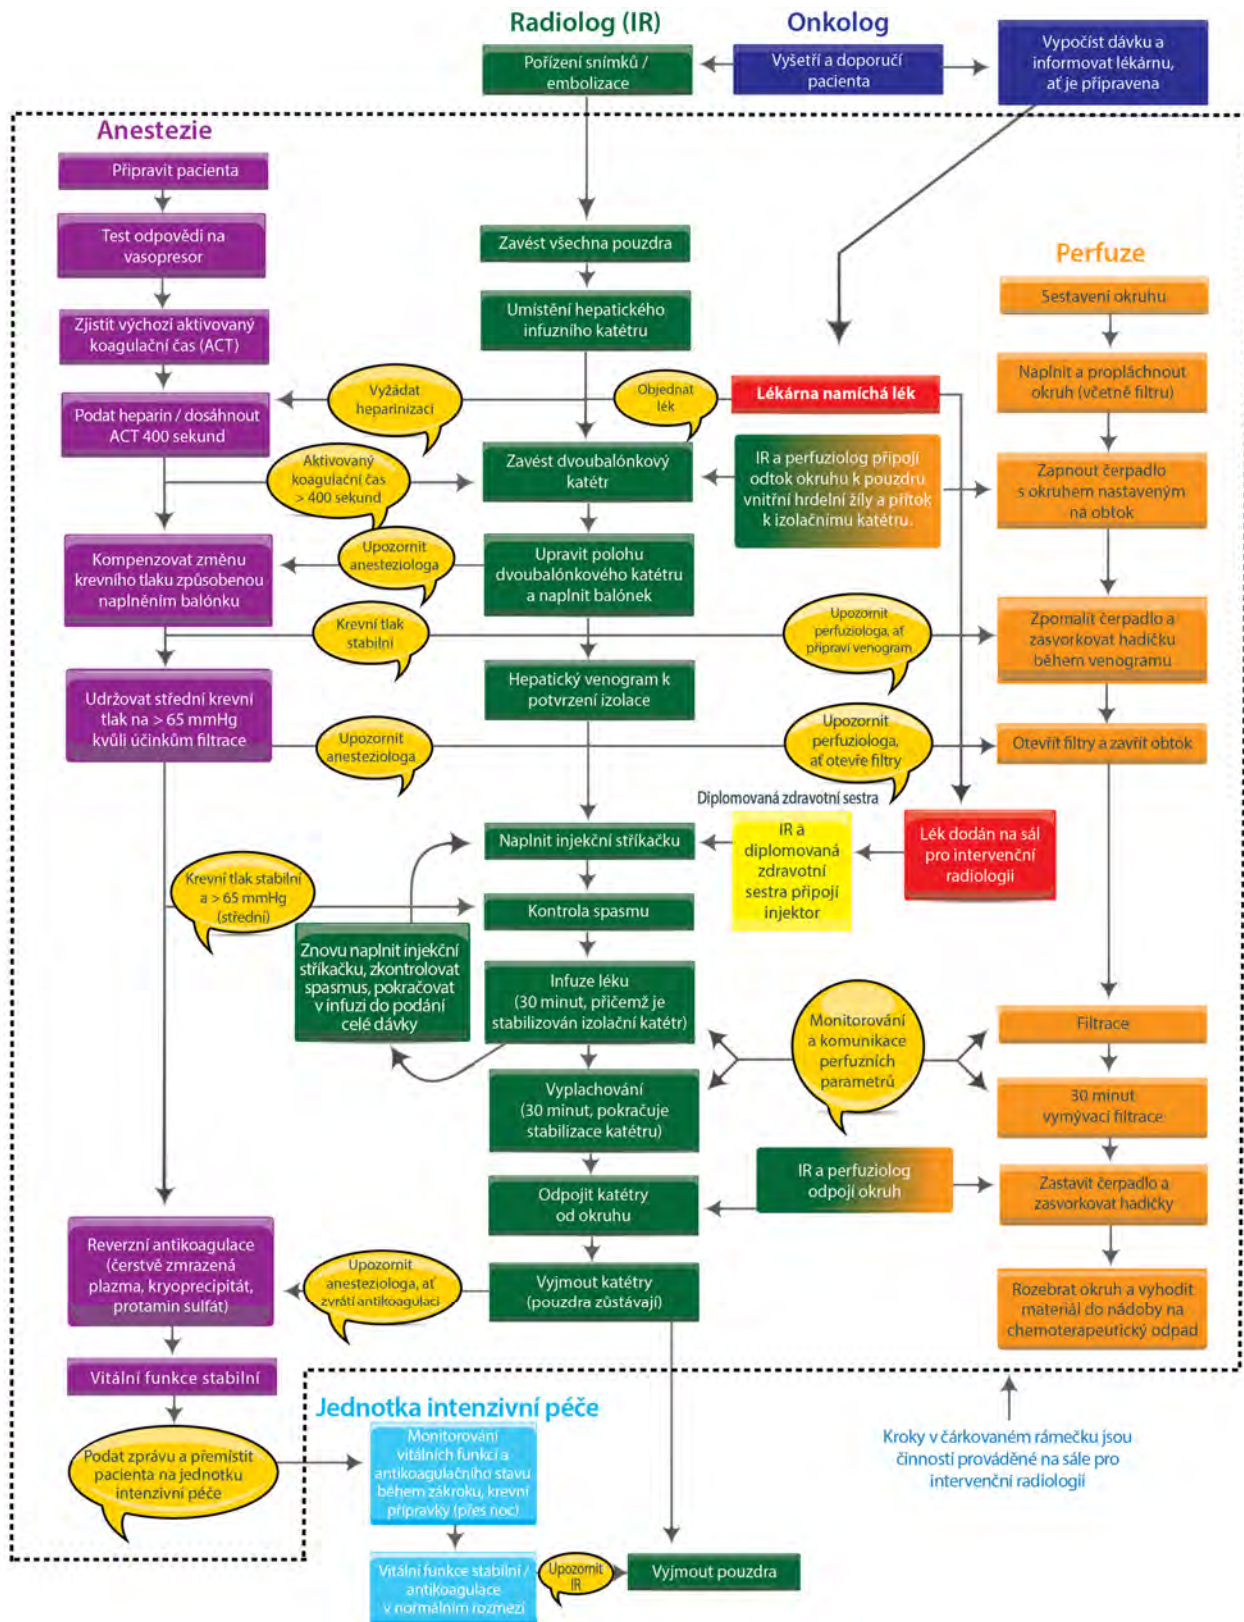 Radiolog (IR)
Onkolog
Pořízení snímků /
embolizace
Vyšetří a doporučí
pacienta
Vypočíst dávku a
informovat lékárnu,
ať je připravena
Anestezie
Připravit pacienta
Test odpovědi na
vasopresor
Zjistit výchozí aktivovaný
koagulační čas (ACT)
Podat heparin / dosáhnout
ACT 400 sekund
Kompenzovat změnu
krevního tlaku způsobenou
naplněním balónku
Udržovat střední krevní
tlak na > 65 mmHg
kvůli účinkům filtrace
Reverzní antikoagulace
(čerstvě zmrazená
plazma, kryoprecipitát,
protamin sulfát)
Vitální funkce stabilní
Podat zprávu a přemístit
pacienta na jednotku
intenzivní péče
Vyžádat
heparinizaci
Aktivovaný
koagulační čas
> 400 sekund
Upozornit
anesteziologa
Krevní tlak
stabilní
Upozornit
anesteziologa
Krevní tlak stabilní
a > 65 mmHg
(střední)
Znovu naplnit injekční
stříkačku, zkontrolovat
spasmus, pokračovat
v infuzi do podání
celé dávky
Upozornit
anesteziologa, ať
zvrátí antikoagulaci
Zavést všechna pouzdra
Umístění hepatického
infuzního katétru
Zavést dvoubalónkový
katétr
Upravit polohu
dvoubalónkového katétru
a naplnit balónek
Hepatický venogram k
potvrzení izolace
Naplnit injekční stříkačku
Kontrola spasmu
Infuze léku
(30 minut, přičemž je
stabilizován izolační katétr)
Vyplachování
(30 minut, pokračuje
stabilizace katétru)
Odpojit katétry
od okruhu
Vyjmout katétry
(pouzdra zůstávají)
Objednat
lék
Lékárna namíchá lék
IR a perfuziolog připojí
odtok okruhu k pouzdru
vnitřní hrdelní žíly a přítok
k izolačnímu katétru.
Upozornit
perfuziologa, ať
připraví venogram
Upozornit
perfuziologa,
ať otevře filtry
Diplomovaná zdravotní sestra
IR a
diplomovaná
zdravotní
sestra připojí
injektor
Lék dodán na sál
pro intervenční
radiologii
Monitorování
a komunikace
perfuzních
parametrů
IR a perfuziolog
odpojí okruh
Perfuze
Sestavení okruhu
Naplnit a propláchnout
okruh (včetně filtru)
Zapnout čerpadlo
s okruhem nastaveným
na obtok
Zpomalit čerpadlo a
zasvorkovat hadičku
během venogramu
Otevřít filtry a zavřít obtok
Filtrace
30 minut
vymývací filtrace
Zastavit čerpadlo a
zasvorkovat hadičky
Rozebrat okruh a vyhodit
materiál do nádoby na
chemoterapeutický odpad
Jednotka intenzivní péče
Monitorování
vitálních funkcí a
antikoagulačního stavu
během zákroku, krevní
přípravky (přes noc)
Vitální funkce stabilní /
antikoagulace
v normálním rozmezí
Upozornit
IR
Vyjmout pouzdra
Kroky v čárkovaném rámečku jsou
činnosti prováděné na sále pro
intervenční radiologii